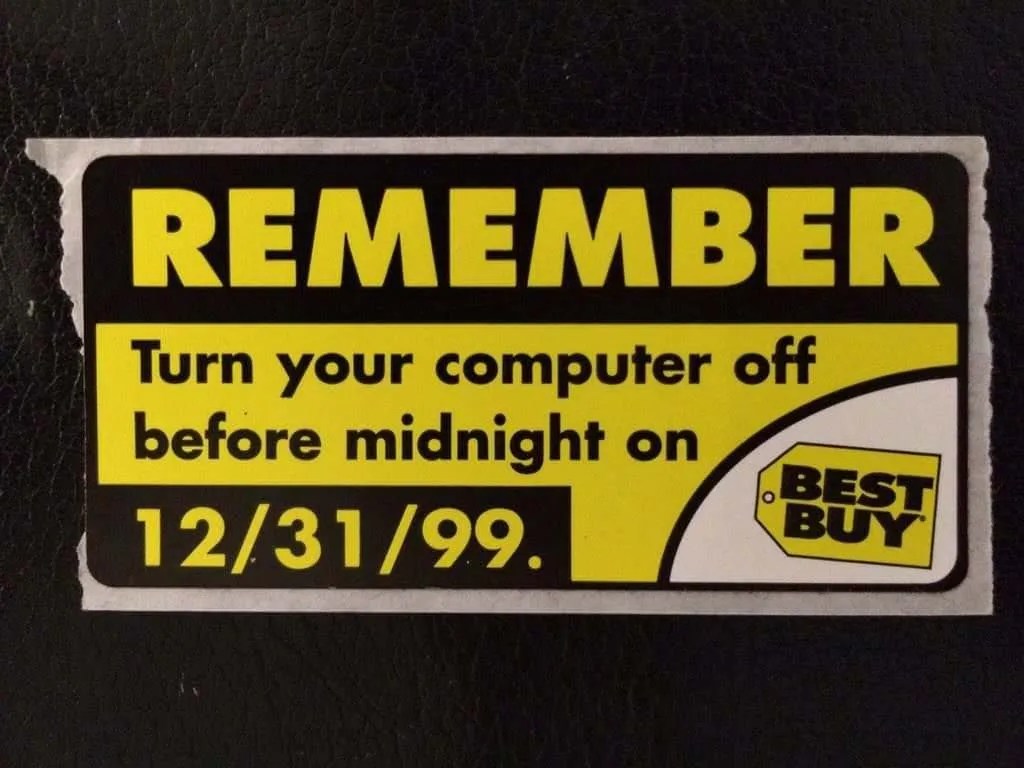 REMEMBER
Turn your computer off
before midnight on
12/31/99.
BEST
BUY®